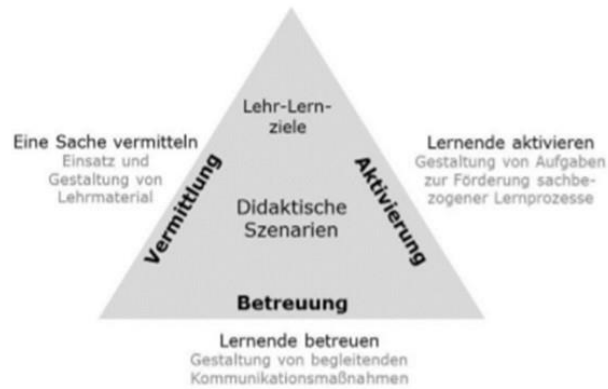 Lehr-Lern-
ziele
Eine Sache vermitteln
Einsatz und
Gestaltung von
Lehrmaterial
Vermittlung
Lernende aktivieren
Gestaltung von Aufgaben
zur Förderung sachbe-
zogener Lernprozesse
Aktivierung
Didaktische
Szenarien
Betreuung
Lernende betreuen
Gestaltung von begleitenden
Kommunikationsmaßnahmen